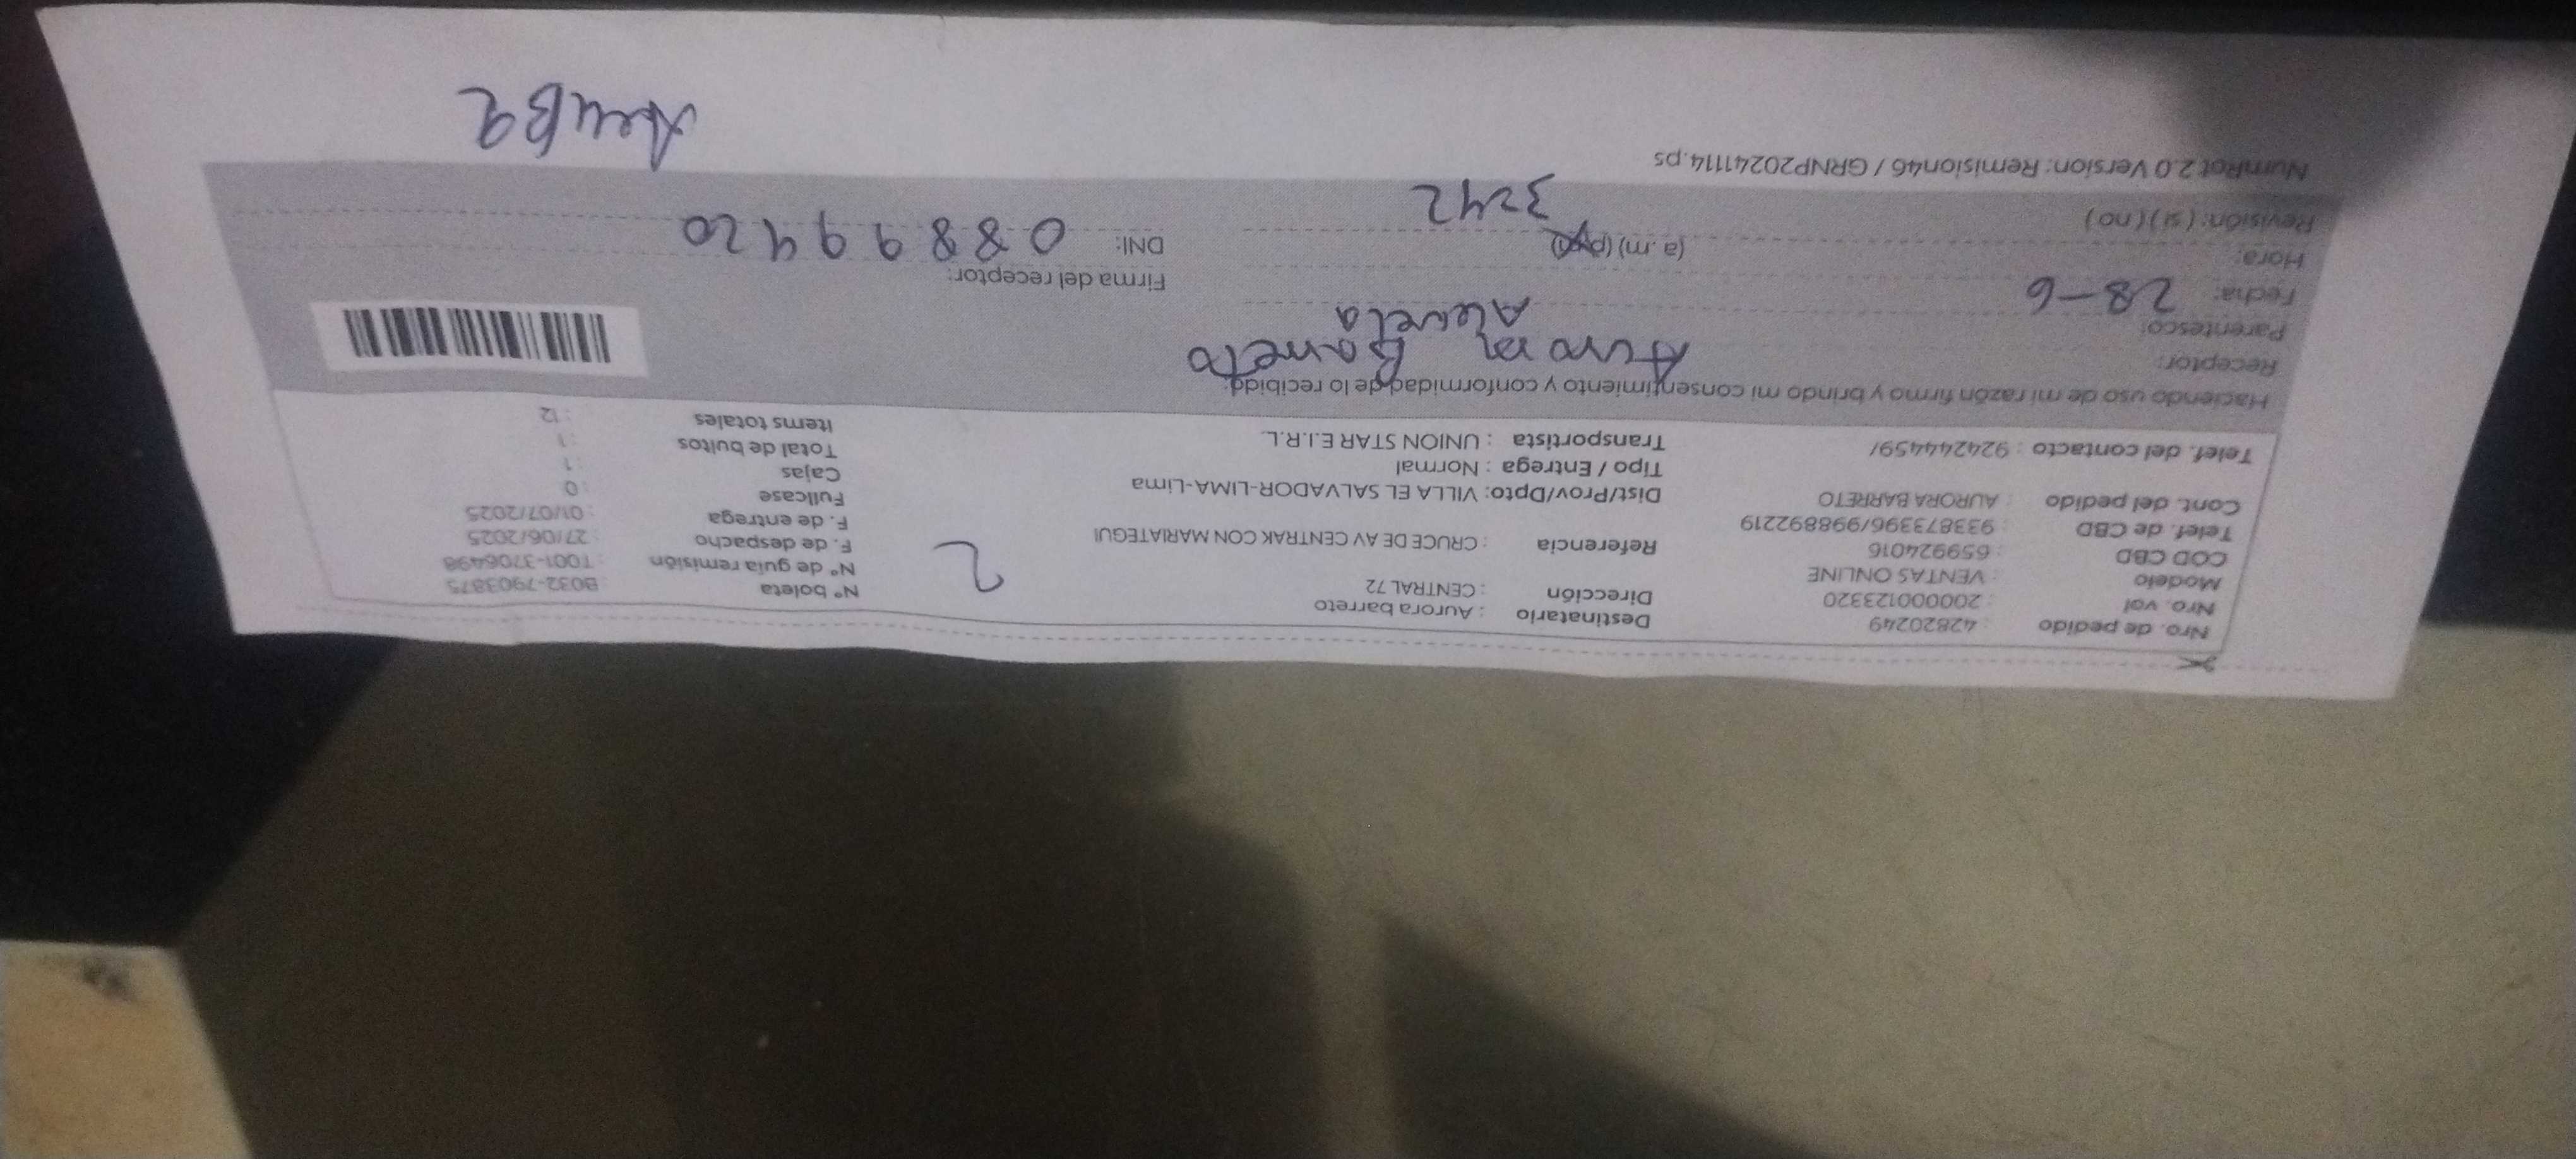 Nro. de pedido : 42820249
Nro. vol : 200000123320
Modelo : VENTAS ONLINE
COD CBD : 659924016
Telef. de CBD : 933873396/998892219
Cont. del pedido : AURORA BARRETO
Telef. del contacto : 924244459/
Destinatario : Aurora barreto
Dirección : CENTRAL 72
Referencia : CRUCE DE AV CENTRAK CON MARIATEGUI
Dist/Prov/Dpto: VILLA EL SALVADOR-LIMA-Lima
Tipo / Entrega : Normal
Transportista : UNION STAR E.I.R.L.
2
N° boleta : B032-7903875
N° de guía remisión : T001-3706498
F. de despacho : 27/06/2025
F. de entrega : 01/07/2025
Fullcase : 0
Cajas : 1
Total de bultos : 1
Items totales : 12
Haciendo uso de mi razón firmo y brindo mi consentimiento y conformidad de lo recibido:
Receptor: Aurora Barreto
Parentesco:
Fecha: 28-6
Hora: (a.m) (p.m)
Revisión: ( si ) ( no )
3242
Firma del receptor:
DNI: 08899420
NumRot 2.0 Version: Remision46 / GRNP20241114.ps